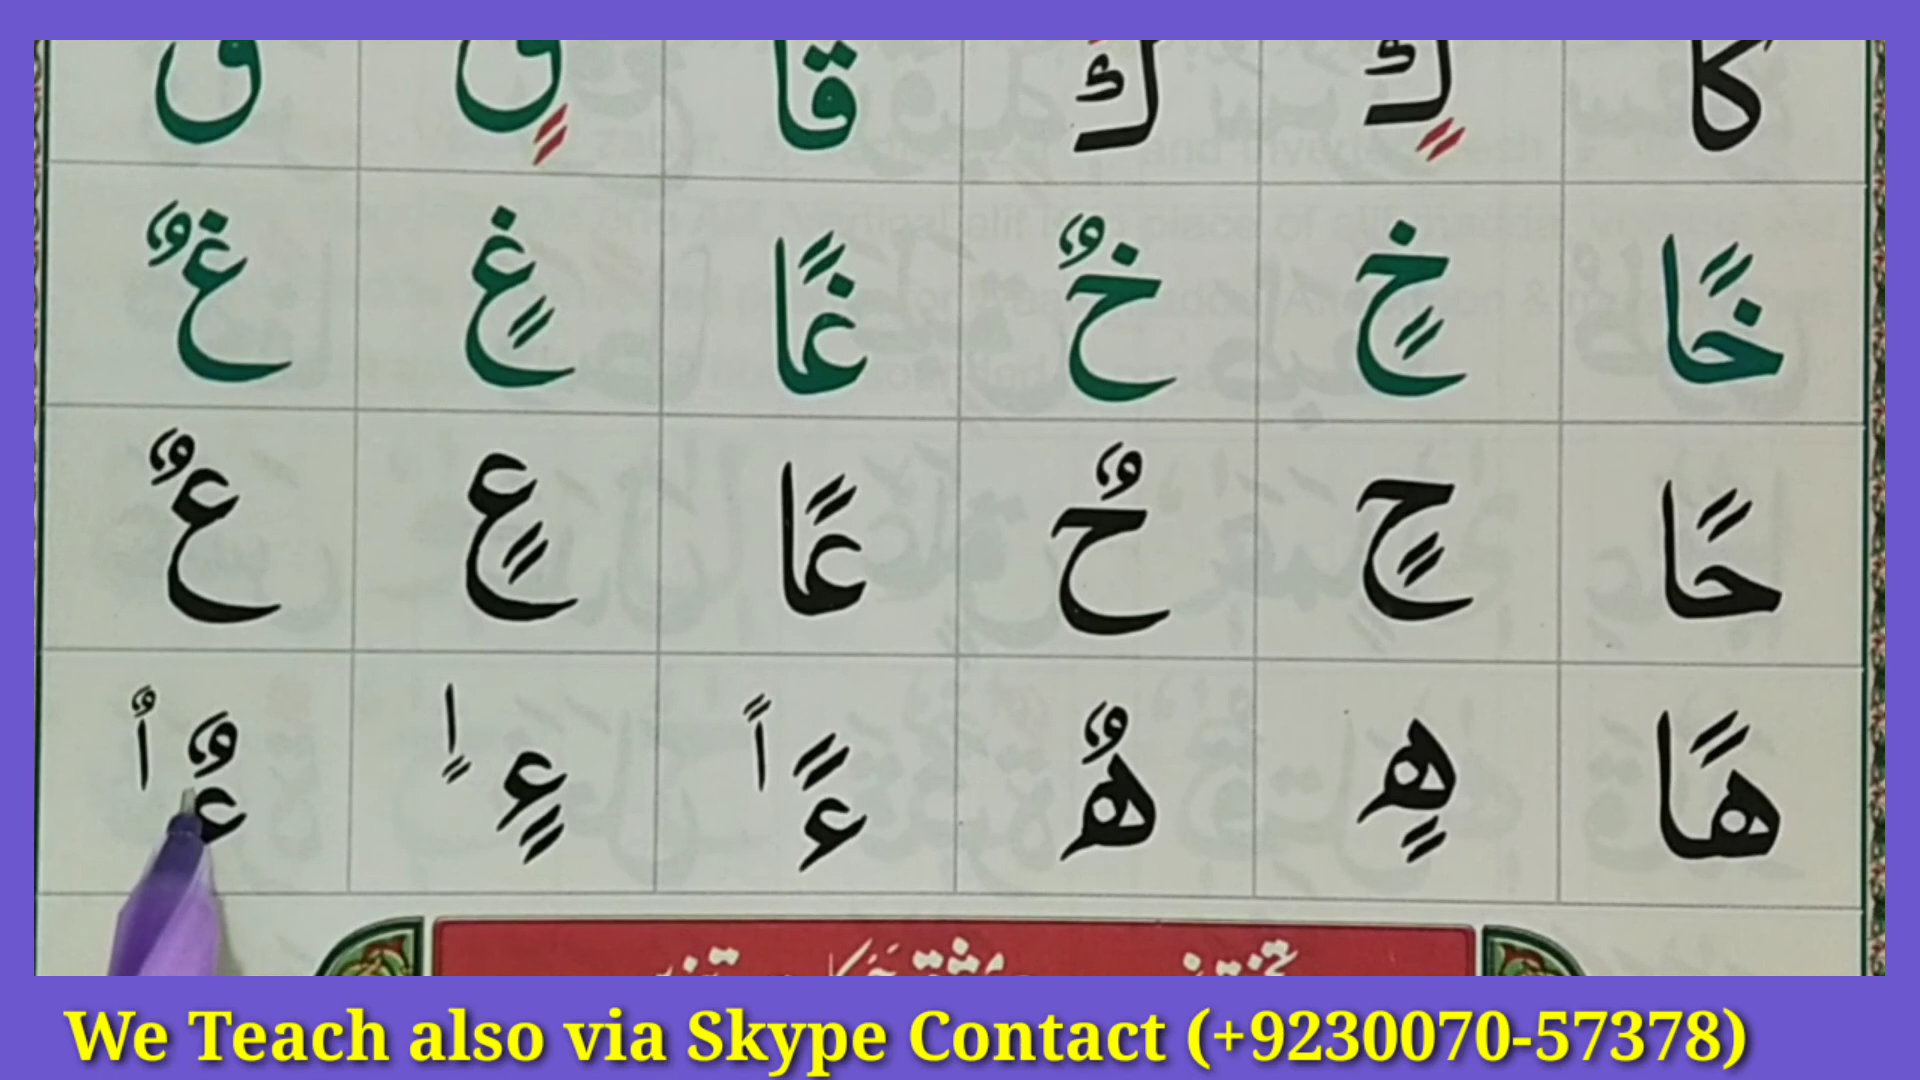 كًا كٍ كٌ قًا قٍ قٌ
خًا خٍ خٌ غًا غٍ غٌ
حًا حٍ حٌ عًا عٍ عٌ
هًا هٍ هٌ ءً اً ءٍ اٍ ءٌ اٌ
We Teach also via Skype Contact (+9230070-57378)